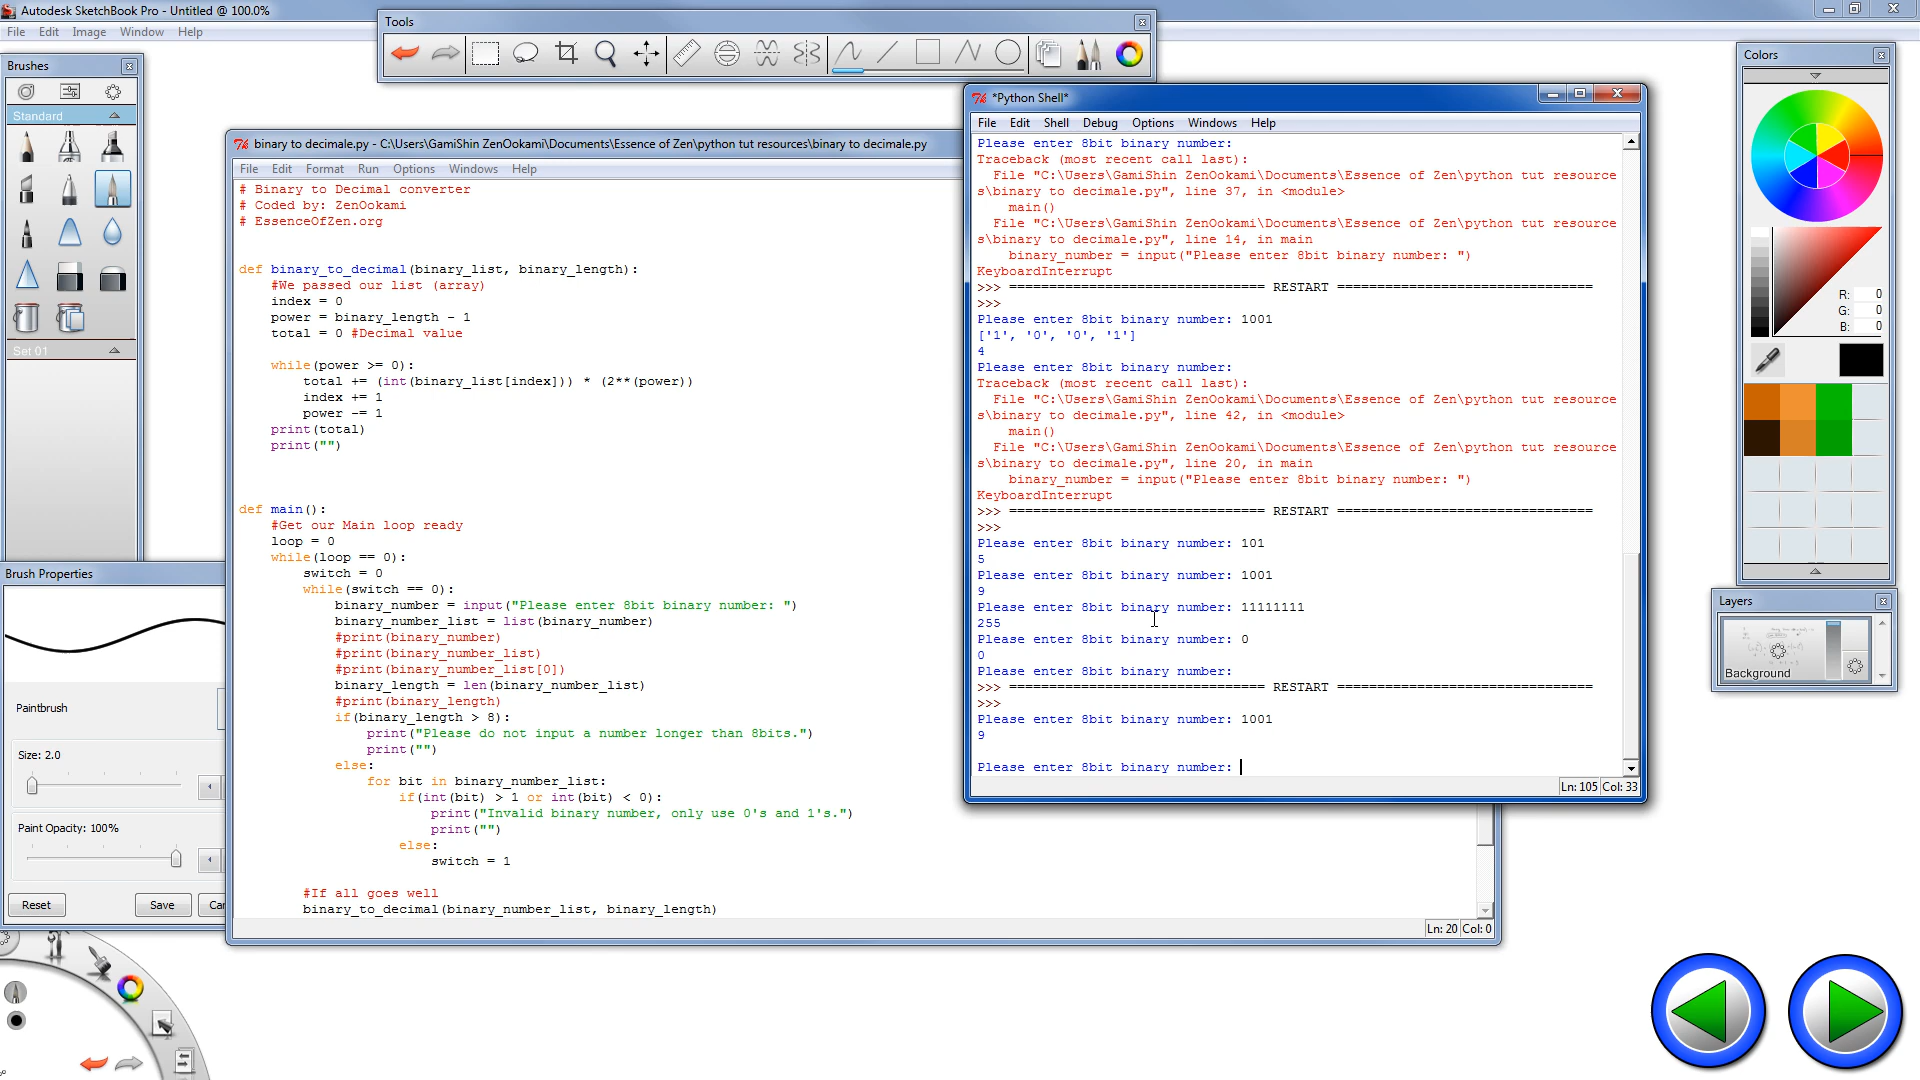 Autodesk SketchBook Pro - Untitled @ 100.0%
File Edit Image Window Help
Tools
Brushes
Standard
Set 01
Brush Properties
Paintbrush
Size: 2.0
Paint Opacity: 100%
Reset Save
binary to decimale.py - C:\Users\GamiShin ZenOokami\Documents\Essence of Zen\python tut resources\binary to decimale.py
File Edit Format Run Options Windows Help
# Binary to Decimal converter
# Coded by: ZenOokami
# EssenceOfZen.org
def binary_to_decimal(binary_list, binary_length):
#We passed our list (array)
index = 0
power = binary_length - 1
total = 0 #Decimal value
while(power >= 0):
total += (int(binary_list[index])) * (2**(power))
index += 1
power -= 1
print(total)
print("")
def main():
#Get our Main loop ready
loop = 0
while(loop == 0):
switch = 0
while(switch == 0):
binary_number = input("Please enter 8bit binary number: ")
binary_number_list = list(binary_number)
#print(binary_number)
#print(binary_number_list)
#print(binary_number_list[0])
binary_length = len(binary_number_list)
#print(binary_length)
if(binary_length > 8):
print("Please do not input a number longer than 8bits.")
print("")
else:
for bit in binary_number_list:
if(int(bit) > 1 or int(bit) < 0):
print("Invalid binary number, only use 0's and 1's.")
print("")
else:
switch = 1
#If all goes well
binary_to_decimal(binary_number_list, binary_length)
Ln: 20 Col: 0
*Python Shell*
File Edit Shell Debug Options Windows Help
Please enter 8bit binary number:
Traceback (most recent call last):
File "C:\Users\GamiShin ZenOokami\Documents\Essence of Zen\python tut resource
s\binary to decimale.py", line 37, in <module>
main()
File "C:\Users\GamiShin ZenOokami\Documents\Essence of Zen\python tut resource
s\binary to decimale.py", line 14, in main
binary_number = input("Please enter 8bit binary number: ")
KeyboardInterrupt
>>> ================================ RESTART ================================
>>>
Please enter 8bit binary number: 1001
['1', '0', '0', '1']
4
Please enter 8bit binary number:
Traceback (most recent call last):
File "C:\Users\GamiShin ZenOokami\Documents\Essence of Zen\python tut resource
s\binary to decimale.py", line 42, in <module>
main()
File "C:\Users\GamiShin ZenOokami\Documents\Essence of Zen\python tut resource
s\binary to decimale.py", line 20, in main
binary_number = input("Please enter 8bit binary number: ")
KeyboardInterrupt
>>> ================================ RESTART ================================
>>>
Please enter 8bit binary number: 101
5
Please enter 8bit binary number: 1001
9
Please enter 8bit binary number: 11111111
255
Please enter 8bit binary number: 0
0
Please enter 8bit binary number:
>>> ================================ RESTART ================================
>>>
Please enter 8bit binary number: 1001
9
Please enter 8bit binary number:
Ln: 105 Col: 33
Colors
R: 0
G: 0
B: 0
Layers
Background